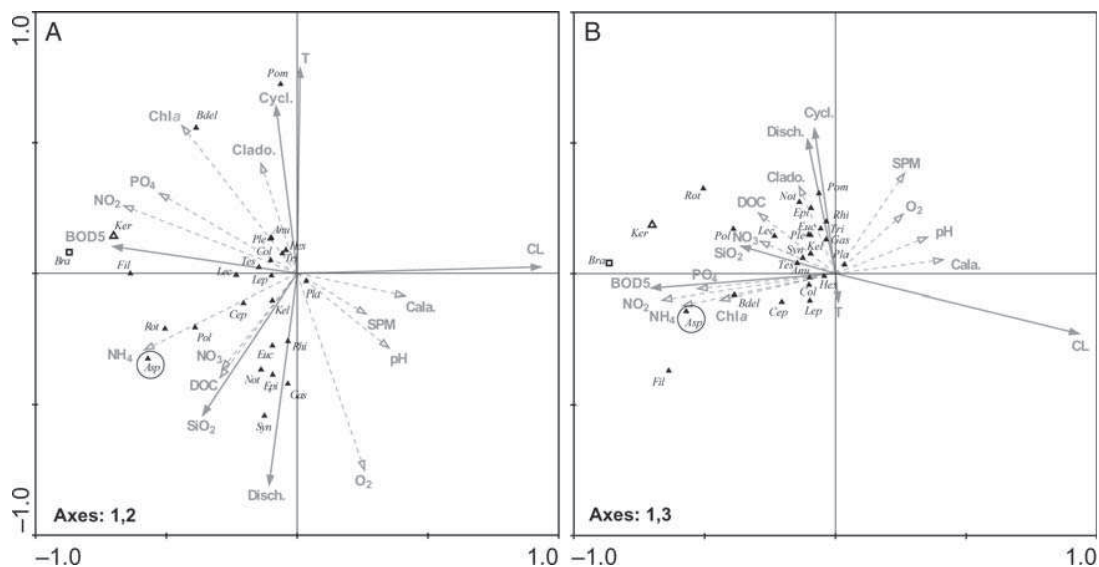 A
B
1.0
T
Pom
Cycl.
Chla
Bdel
Clado.
PO4
NO2
Ker
BOD5
Bra
Fil
Anu
Ple
Hex
Col
Tri
Tes
Lec
Lep
Pla
Cala.
Cep
Kel
SPM
pH
Rot
Pol
NH4
Asp
NO3
DOC
Euc
Rhi
Not
Epi
Gas
SiO2
Syn
Disch.
O2
CL
Axes: 1,2
−1.0
−1.0
1.0
Cycl.
Disch.
SPM
Clado.
Rot
Not
Pom
Epi
DOC
O2
Ker
Rhi
Pol
Lec
Euc
Tri
Ple
Gas
pH
NO3
Kel
SiO2
Syn
Pla
Bra
Tes
Cala.
Anu
Hex
BOD5
PO4
Col
NO2
NH4
Chla
Bdel
Cep
Lep
T
Asp
CL
Fil
Axes: 1,3
−1.0
1.0